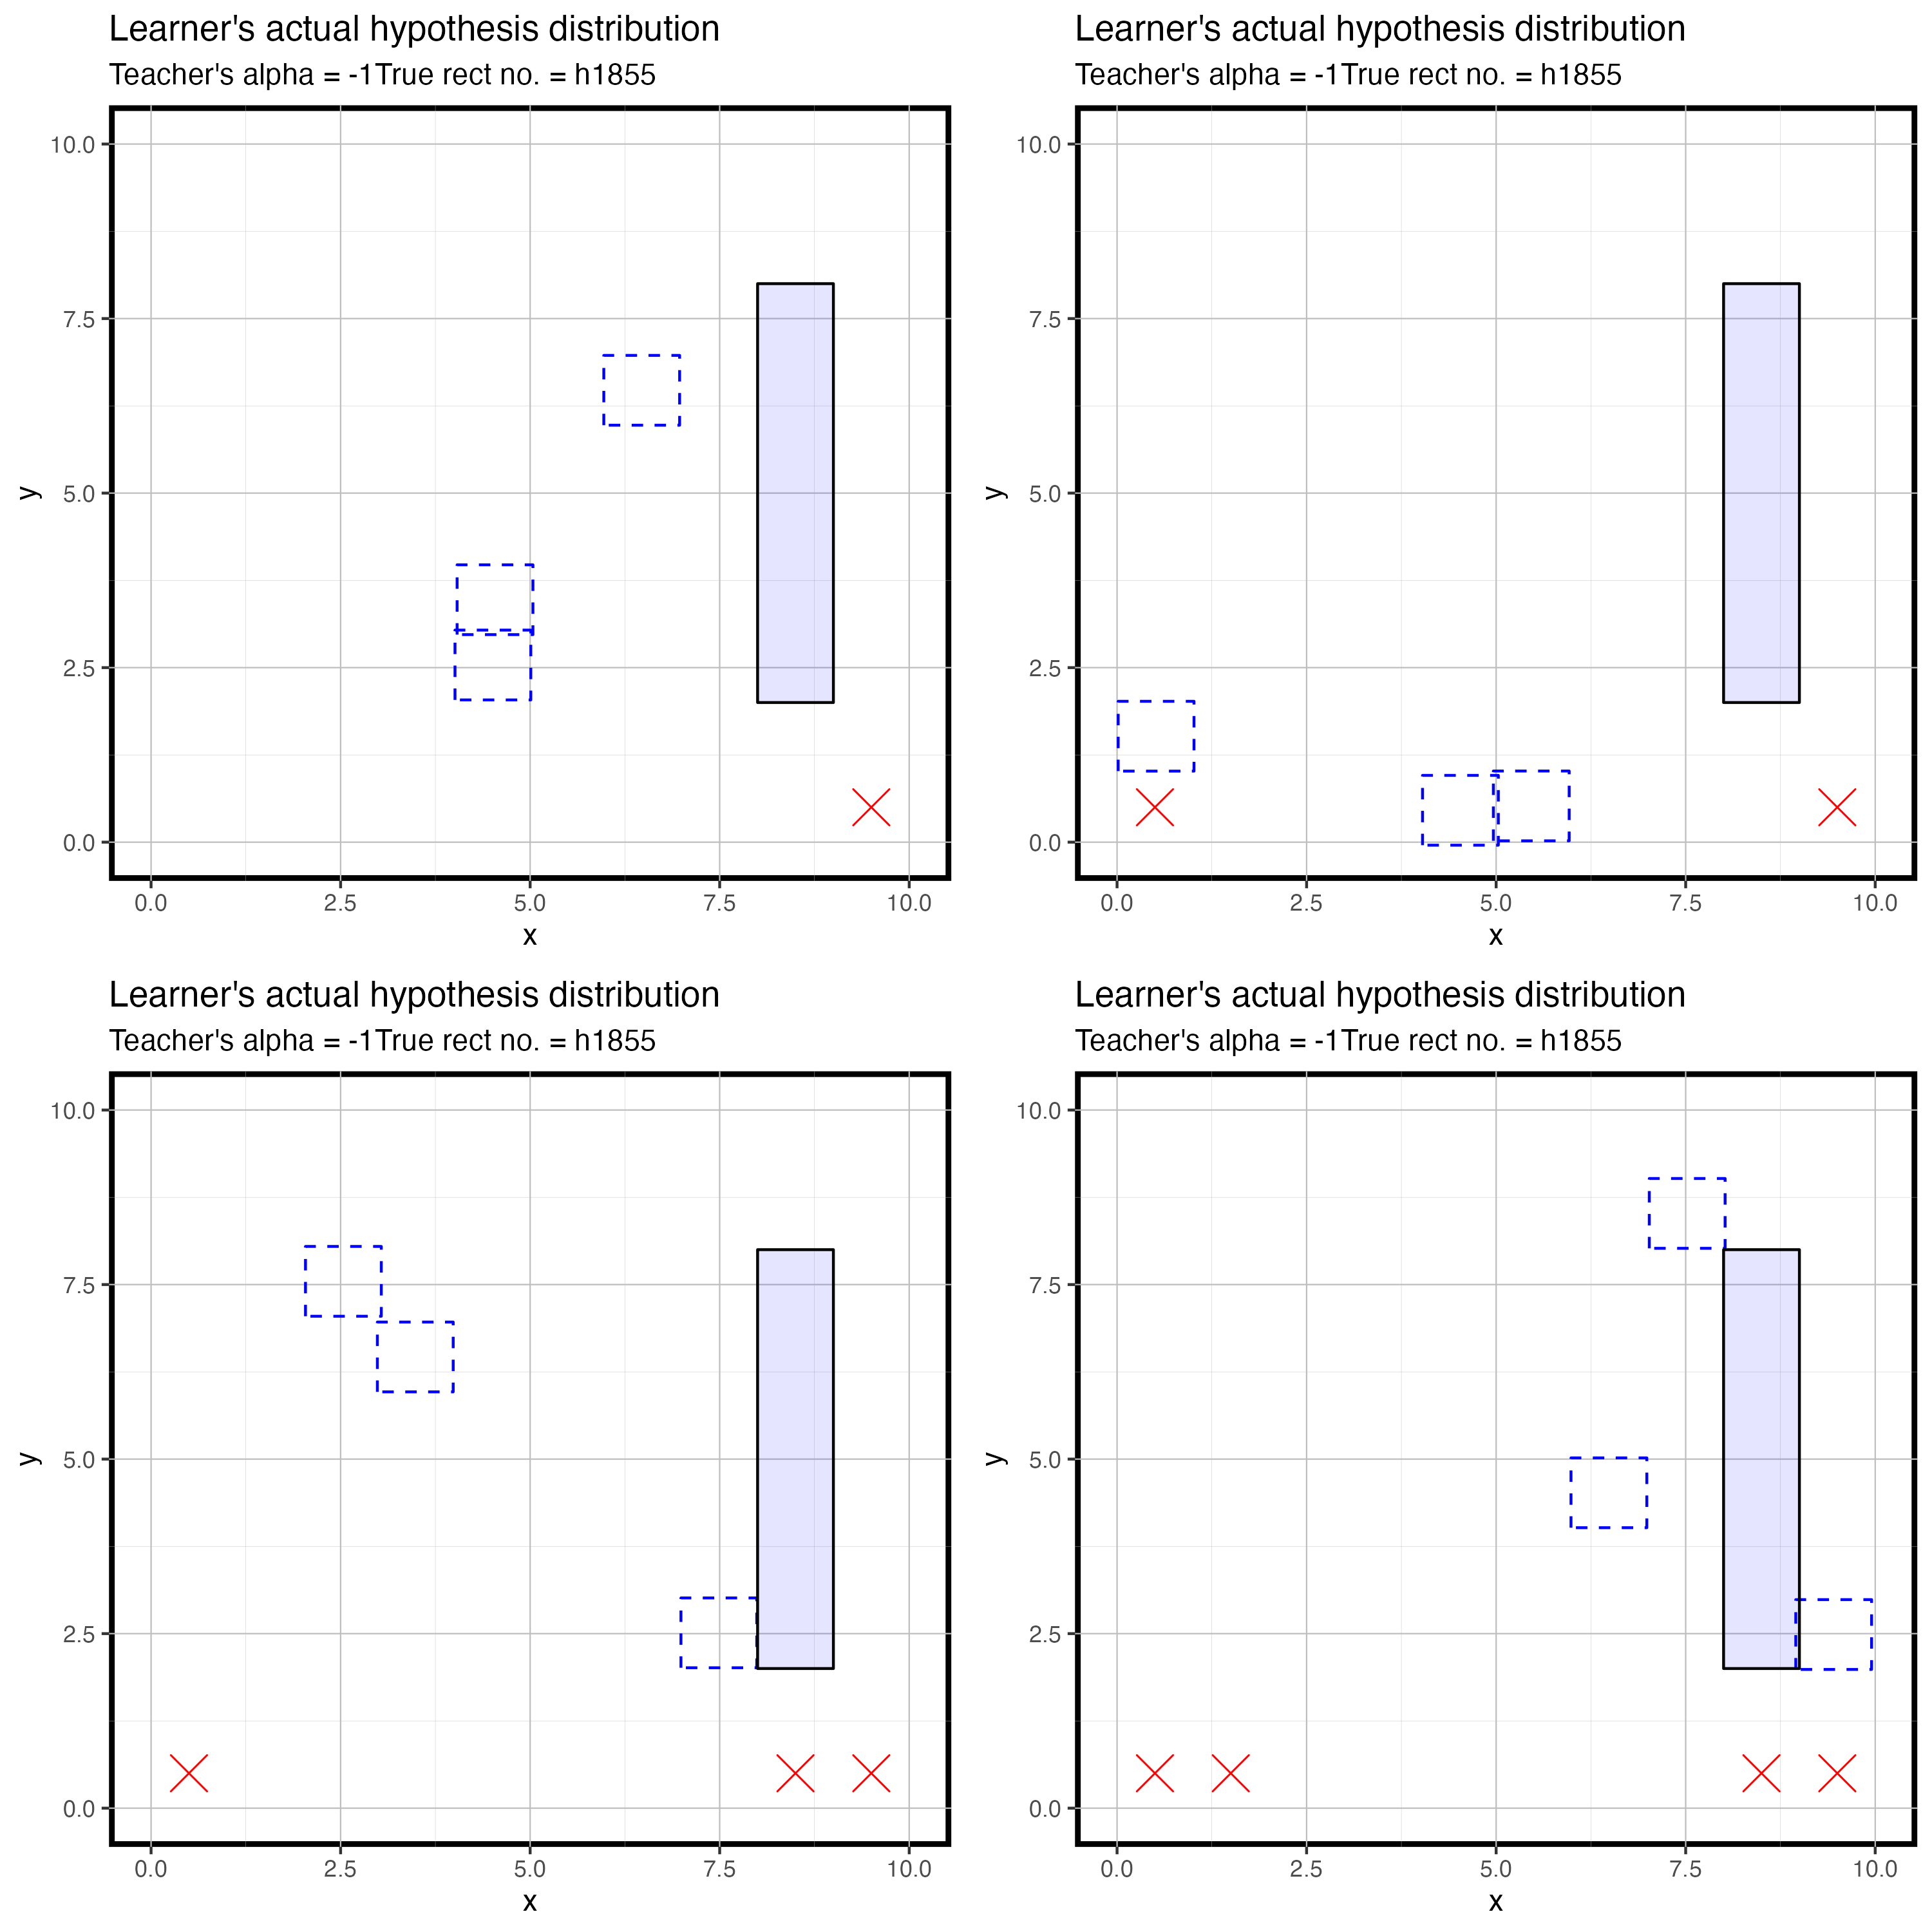 Learner's actual hypothesis distribution
Teacher's alpha = -1True rect no. = h1855
10.0
7.5
y
5.0
2.5
0.0
0.0 2.5 5.0 7.5 10.0
x
Learner's actual hypothesis distribution
Teacher's alpha = -1True rect no. = h1855
10.0
7.5
y
5.0
2.5
0.0
0.0 2.5 5.0 7.5 10.0
x
Learner's actual hypothesis distribution
Teacher's alpha = -1True rect no. = h1855
10.0
7.5
y
5.0
2.5
0.0
0.0 2.5 5.0 7.5 10.0
x
Learner's actual hypothesis distribution
Teacher's alpha = -1True rect no. = h1855
10.0
7.5
y
5.0
2.5
0.0
0.0 2.5 5.0 7.5 10.0
x